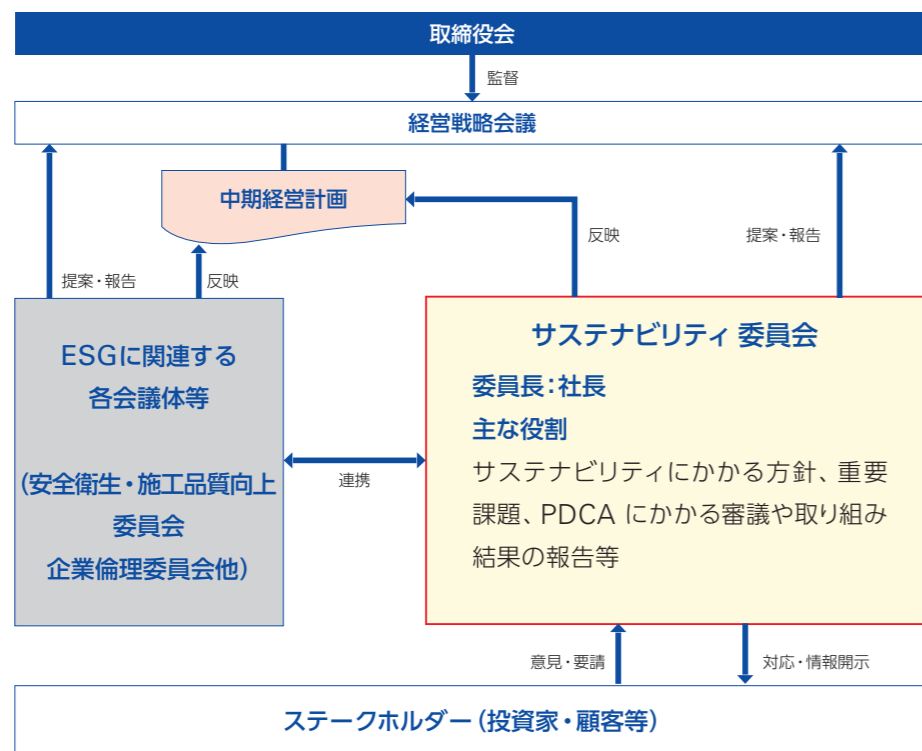 取締役会
監督
経営戦略会議
中期経営計画
反映
提案・報告
提案・報告
反映
ESGに関連する
各会議体等
(安全衛生・施工品質向上
委員会
企業倫理委員会他)
連携
サステナビリティ 委員会
委員長:社長
主な役割
サステナビリティにかかる方針、重要
課題、PDCA にかかる審議や取り組み
結果の報告等
意見・要請
対応・情報開示
ステークホルダー(投資家・顧客等)